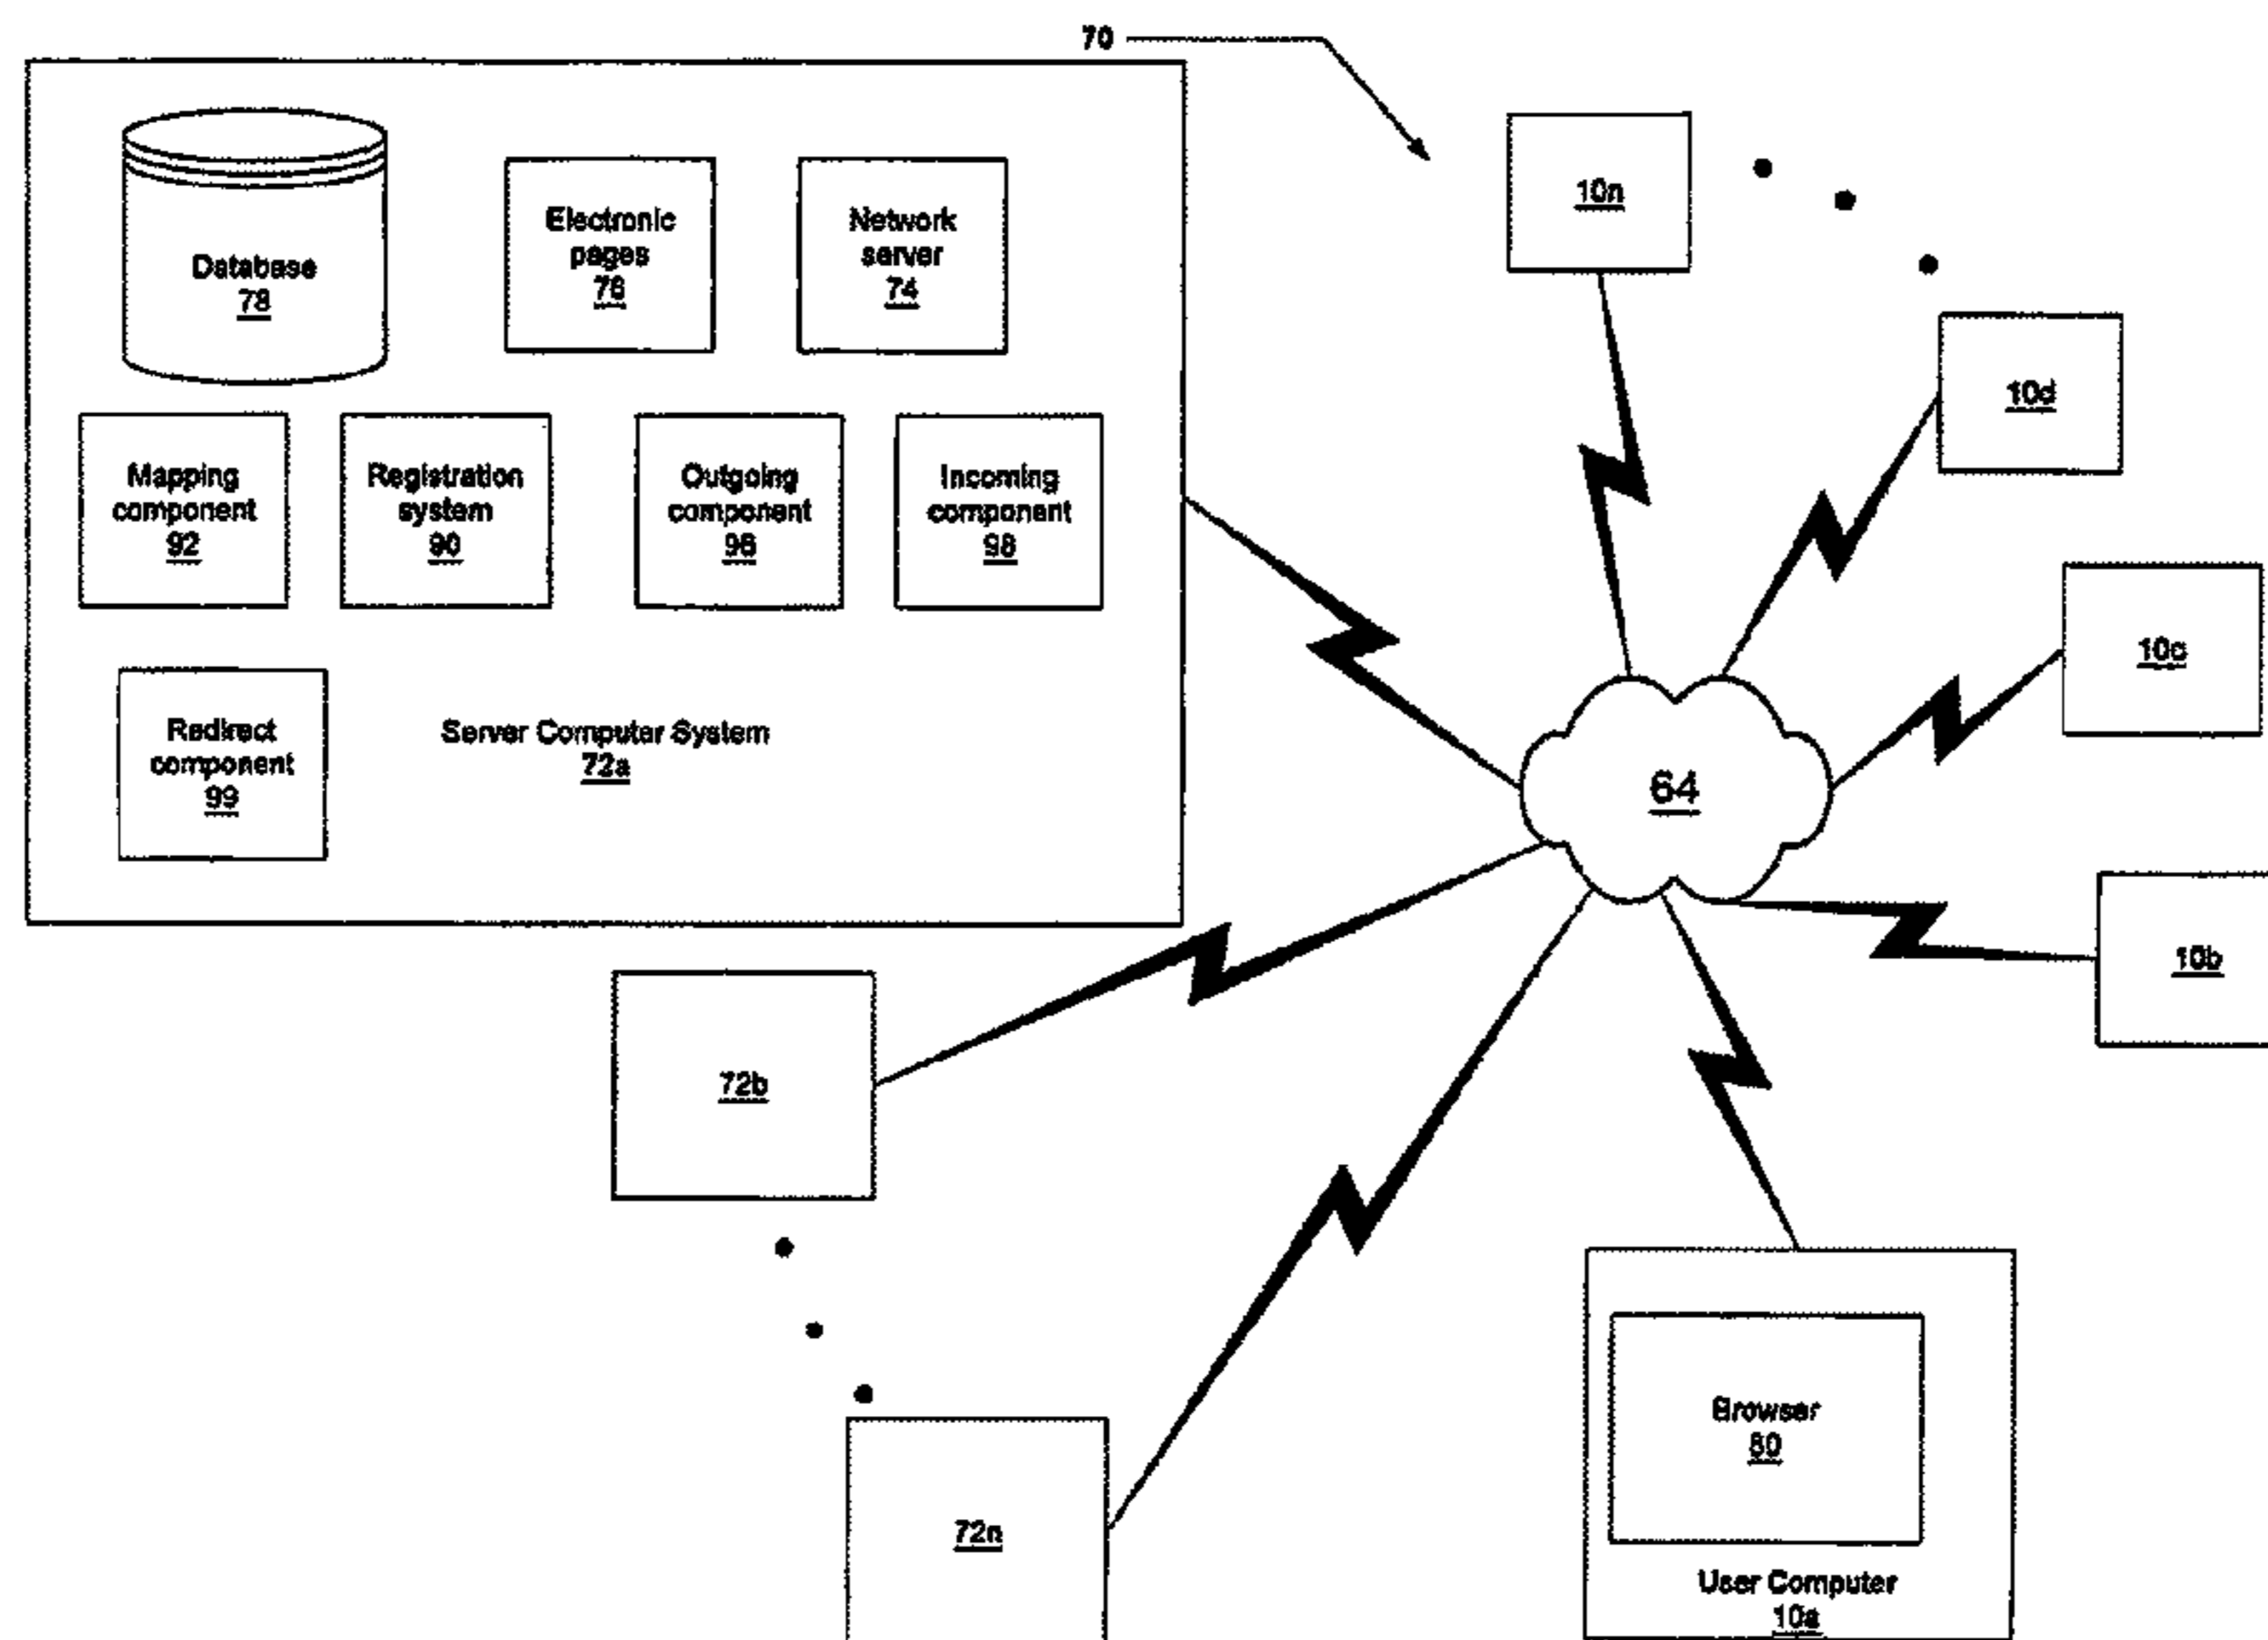 70
Database
78
Electronic
pages
76
Network
server
74
10n
10d
Mapping
component
92
Registration
system
90
Outgoing
component
96
Incoming
component
98
10c
Redirect
component
99
Server Computer System
72a
64
10b
72b
72n
Browser
80
User Computer
10a